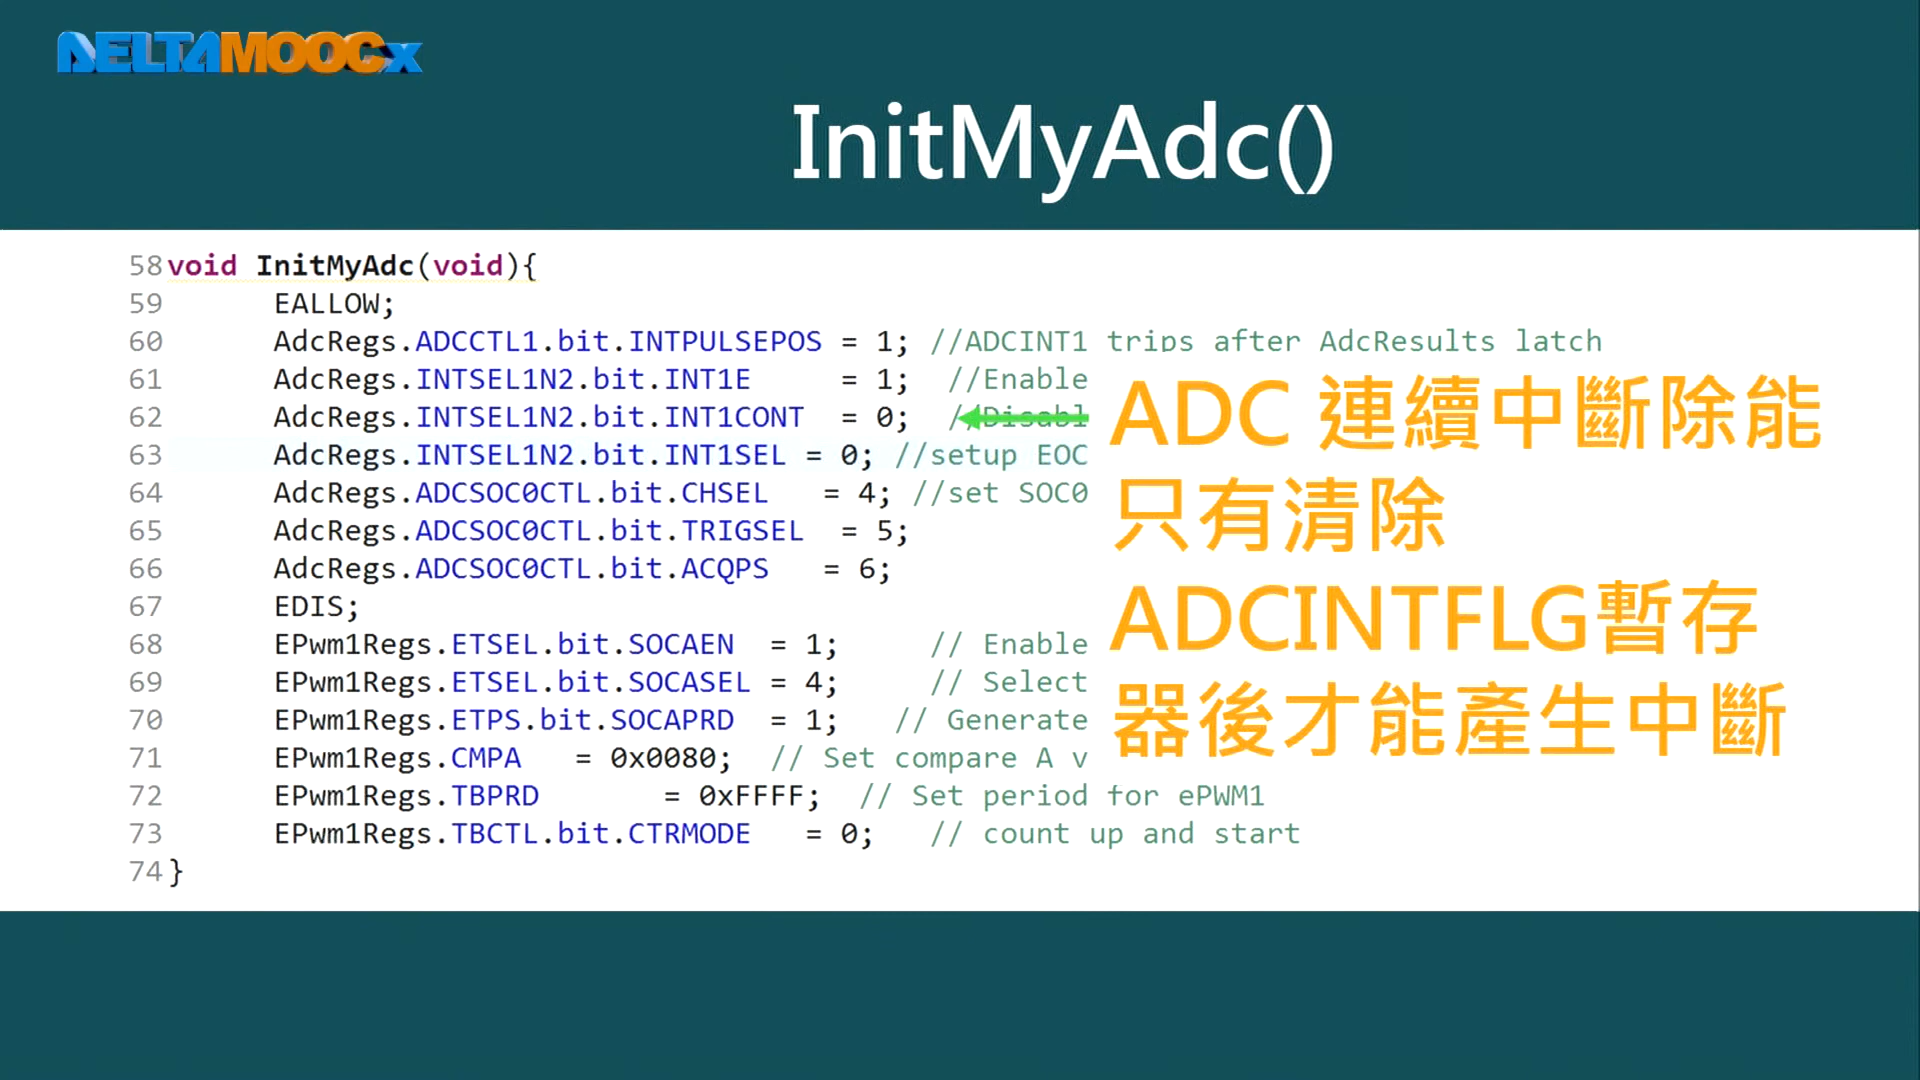 DELTAMOOCx
InitMyAdc()
58 void InitMyAdc(void){
59 EALLOW;
60 AdcRegs.ADCCTL1.bit.INTPULSEPOS = 1; //ADCINT1 trips after AdcResults latch
61 AdcRegs.INTSEL1N2.bit.INT1E = 1; //Enable
62 AdcRegs.INTSEL1N2.bit.INT1CONT = 0; //Disabl
63 AdcRegs.INTSEL1N2.bit.INT1SEL = 0; //setup EOC
64 AdcRegs.ADCSOC0CTL.bit.CHSEL = 4; //set SOC0
65 AdcRegs.ADCSOC0CTL.bit.TRIGSEL = 5;
66 AdcRegs.ADCSOC0CTL.bit.ACQPS = 6;
67 EDIS;
68 EPwm1Regs.ETSEL.bit.SOCAEN = 1; // Enable
69 EPwm1Regs.ETSEL.bit.SOCASEL = 4; // Select
70 EPwm1Regs.ETPS.bit.SOCAPRD = 1; // Generate
71 EPwm1Regs.CMPA = 0x0080; // Set compare A v
72 EPwm1Regs.TBPRD = 0xFFFF; // Set period for ePWM1
73 EPwm1Regs.TBCTL.bit.CTRMODE = 0; // count up and start
74 }
ADC 連續中斷除能
只有清除
ADCINTFLG暫存
器後才能產生中斷